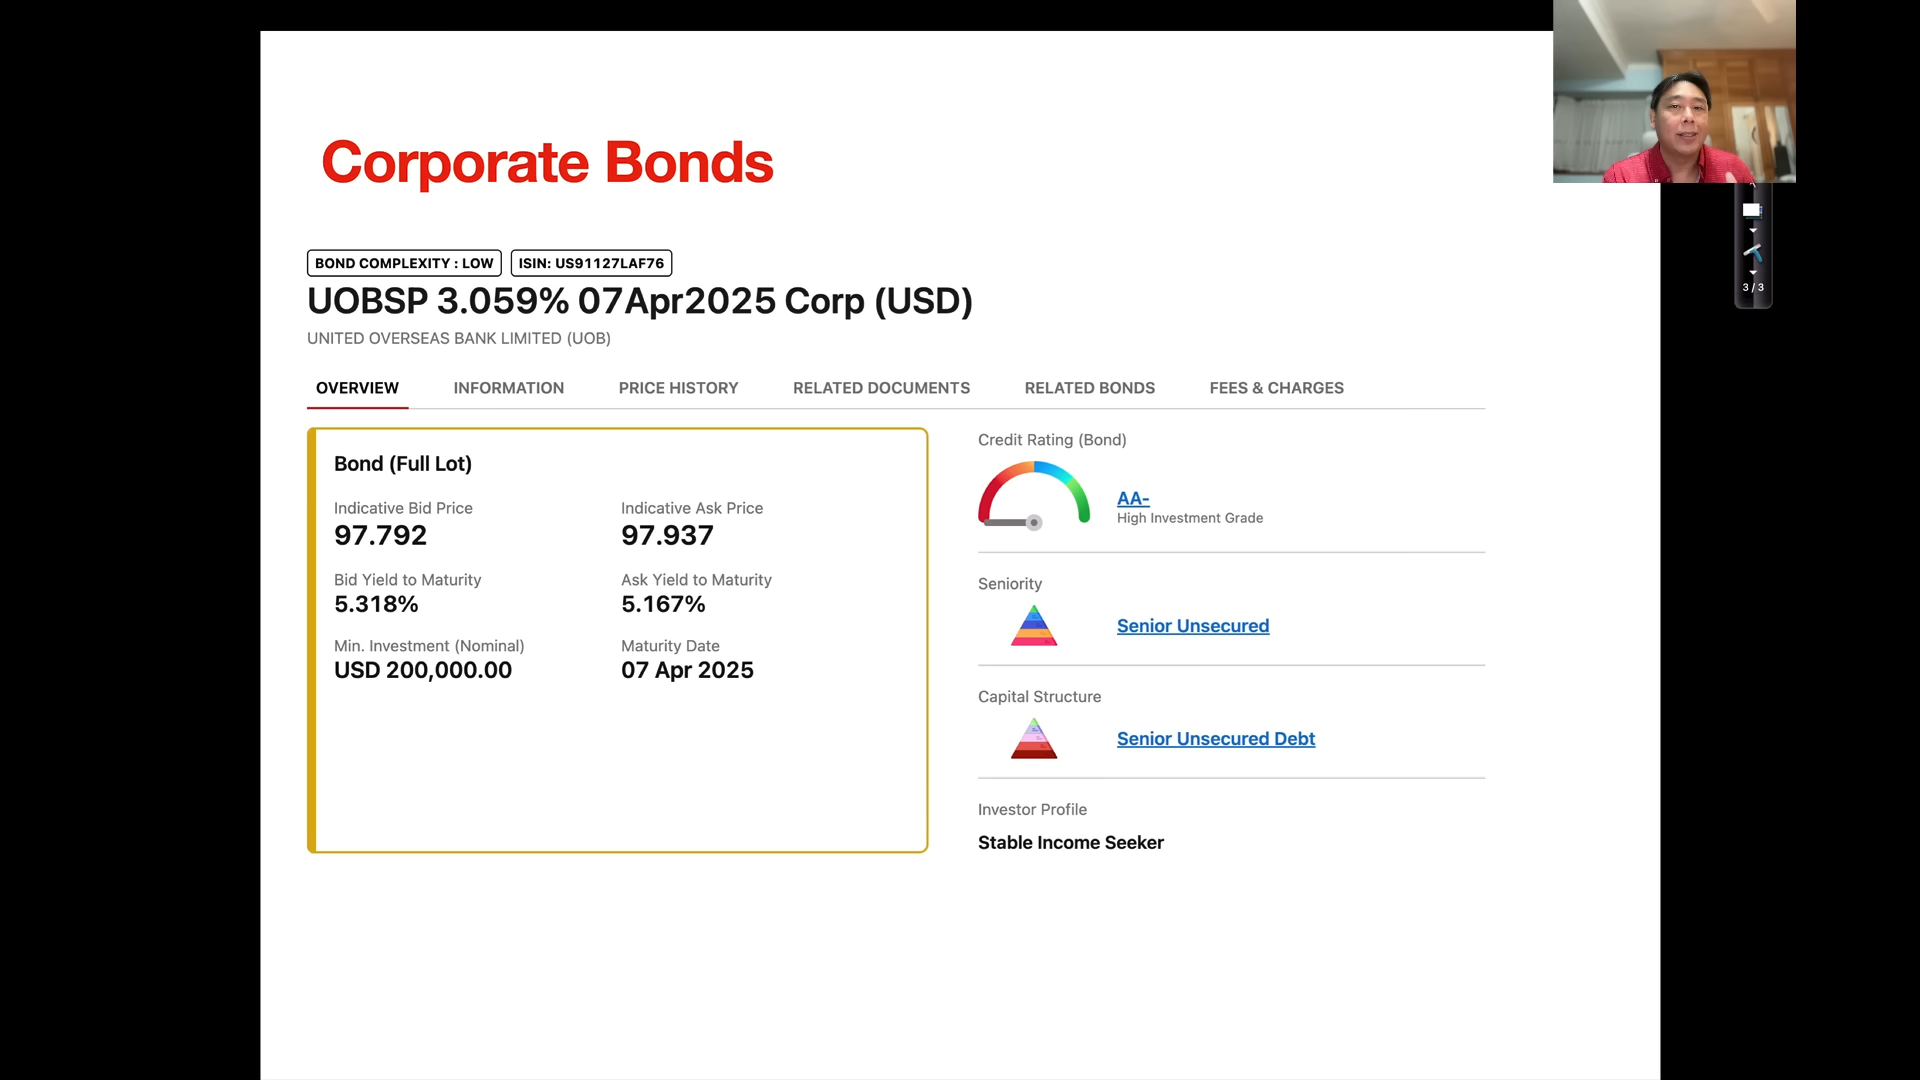 Corporate Bonds
BOND COMPLEXITY : LOW ISIN: US91127LAF76
UOBSP 3.059% 07Apr2025 Corp (USD)
UNITED OVERSEAS BANK LIMITED (UOB)
OVERVIEW INFORMATION PRICE HISTORY RELATED DOCUMENTS RELATED BONDS FEES & CHARGES
Bond (Full Lot)
Indicative Bid Price Indicative Ask Price
97.792 97.937
Bid Yield to Maturity Ask Yield to Maturity
5.318% 5.167%
Min. Investment (Nominal) Maturity Date
USD 200,000.00 07 Apr 2025
Credit Rating (Bond)
AA-
High Investment Grade
Seniority
Senior Unsecured
Capital Structure
Senior Unsecured Debt
Investor Profile
Stable Income Seeker
3 / 3